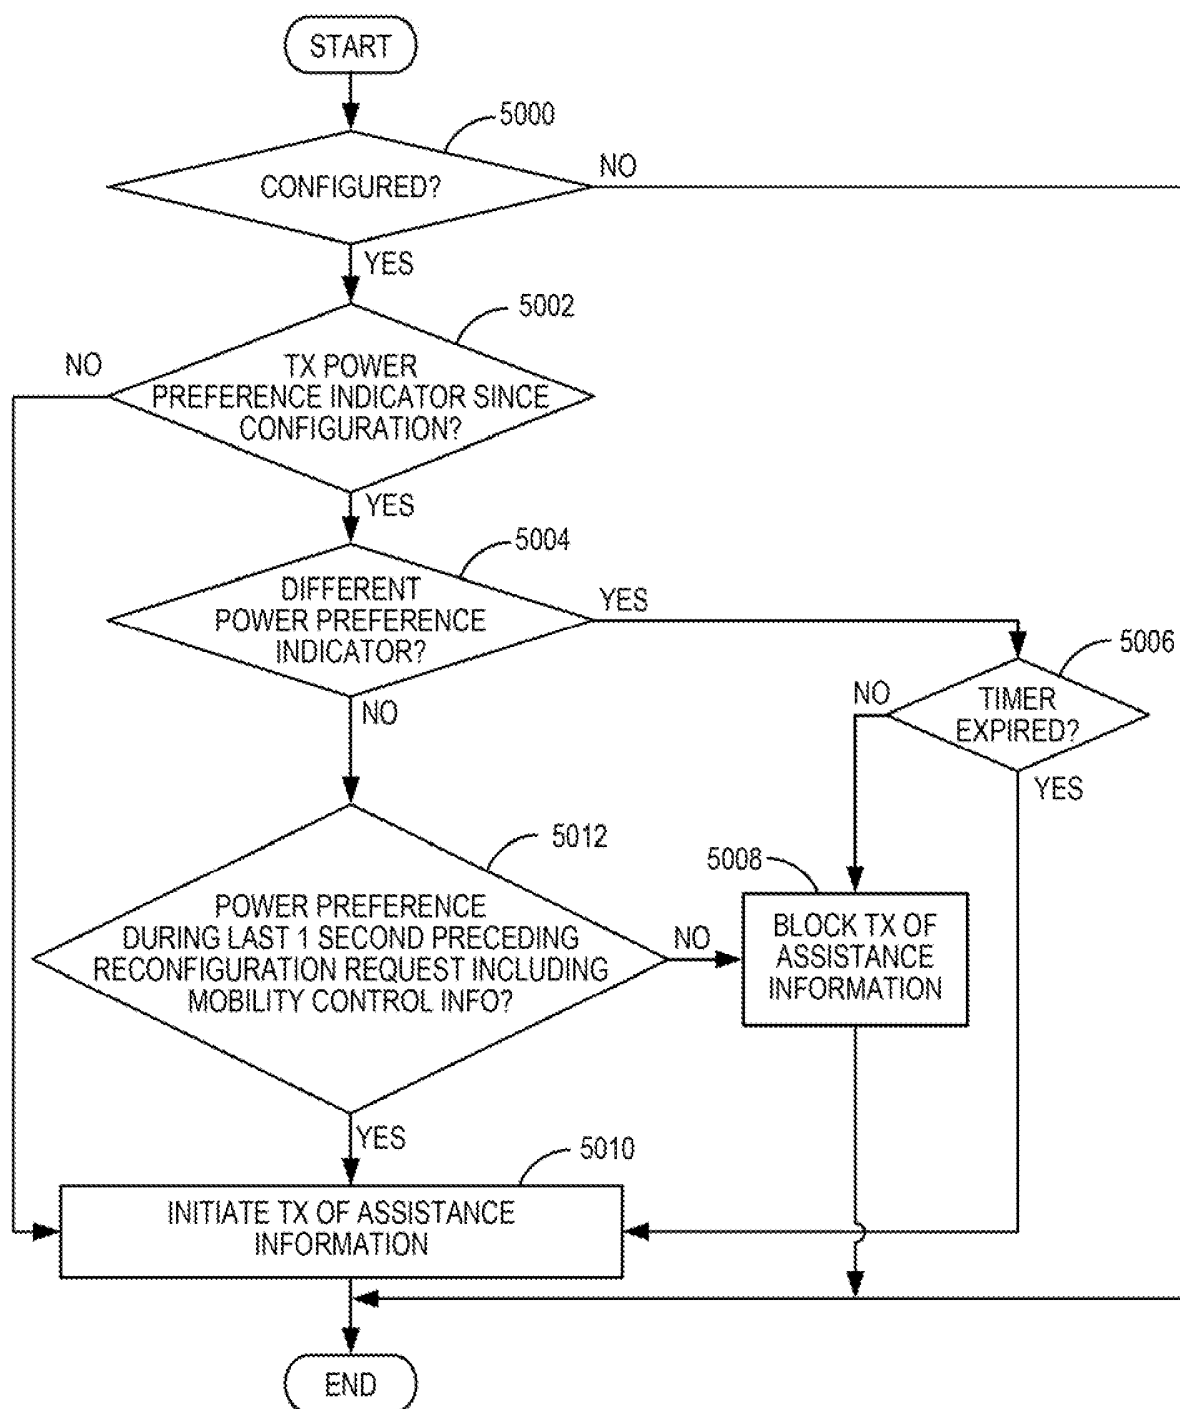 START
5000
CONFIGURED?
NO
YES
5002
NO
TX POWER
PREFERENCE INDICATOR SINCE
CONFIGURATION?
YES
5004
DIFFERENT
POWER PREFERENCE
INDICATOR?
YES
5006
NO
TIMER
EXPIRED?
NO
YES
5012
5008
POWER PREFERENCE
DURING LAST 1 SECOND PRECEDING
RECONFIGURATION REQUEST INCLUDING
MOBILITY CONTROL INFO?
NO
BLOCK TX OF
ASSISTANCE
INFORMATION
YES
5010
INITIATE TX OF ASSISTANCE
INFORMATION
END